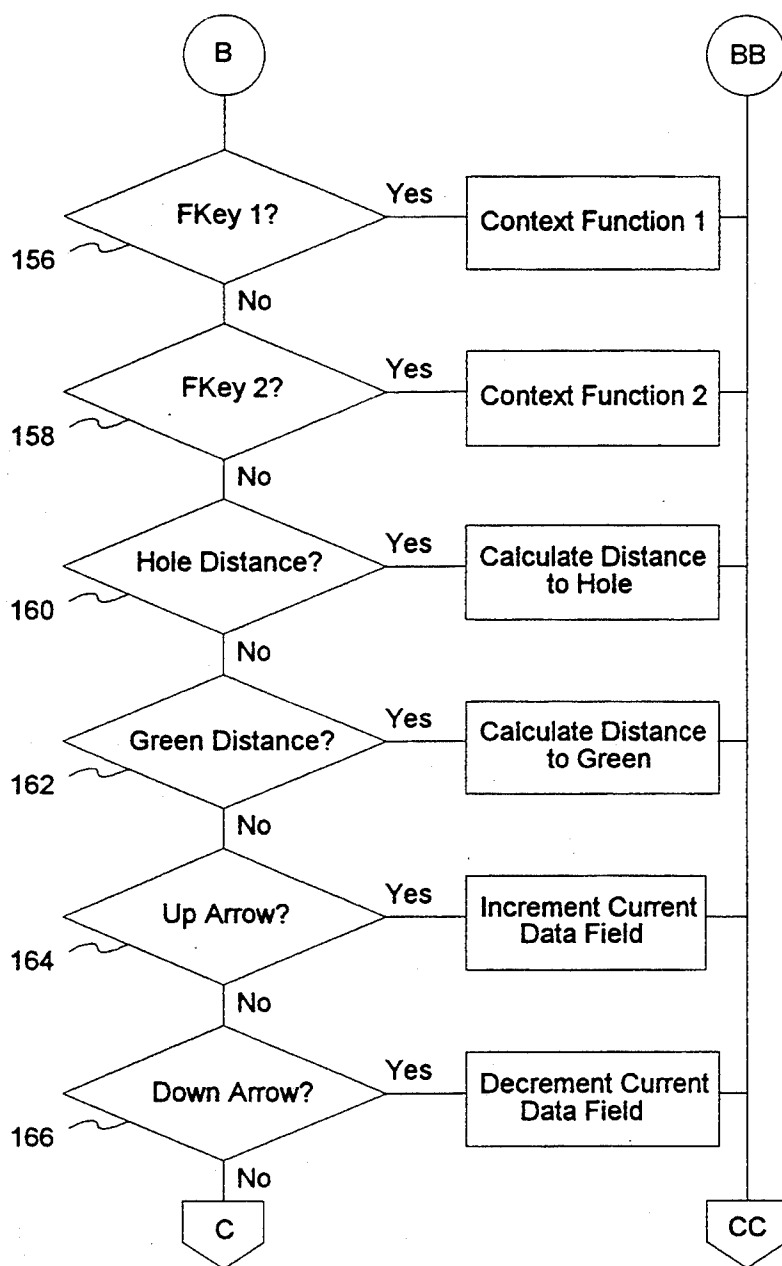 B
BB
FKey 1?
Yes
Context Function 1
156
No
FKey 2?
Yes
Context Function 2
158
No
Hole Distance?
Yes
Calculate Distance
to Hole
160
No
Green Distance?
Yes
Calculate Distance
to Green
162
No
Up Arrow?
Yes
Increment Current
Data Field
164
No
Down Arrow?
Yes
Decrement Current
Data Field
166
No
C
CC